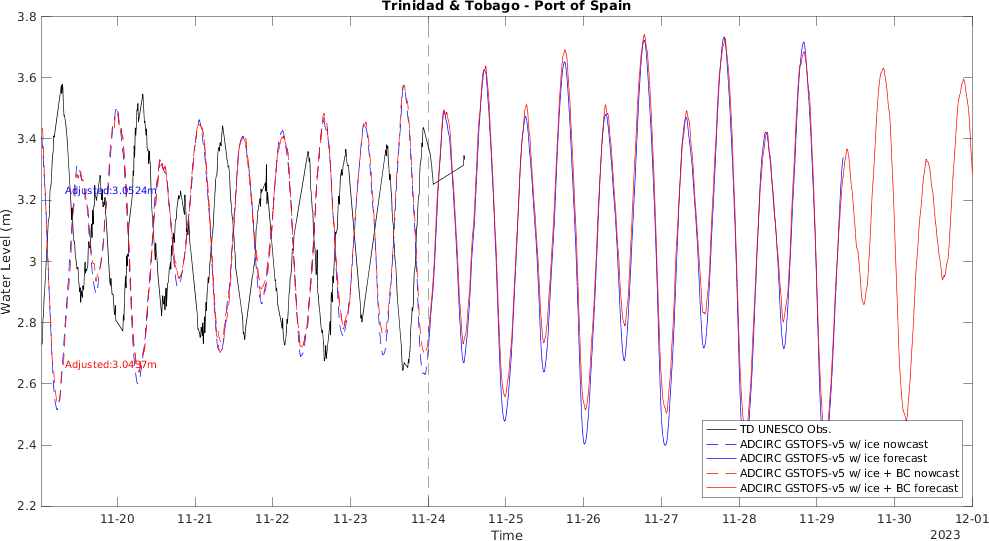 Trinidad & Tobago - Port of Spain
3.8
3.6
3.4
3.2
3
2.8
2.6
2.4
2.2
Water Level (m)
Adjusted:3.0524m
Adjusted:3.0497m
TD UNESCO Obs.
ADCIRC GSTOFS-v5 w/ ice nowcast
ADCIRC GSTOFS-v5 w/ ice forecast
ADCIRC GSTOFS-v5 w/ ice + BC nowcast
ADCIRC GSTOFS-v5 w/ ice + BC forecast
11-20 11-21 11-22 11-23 11-24 11-25 11-26 11-27 11-28 11-29 11-30 12-01
Time
2023